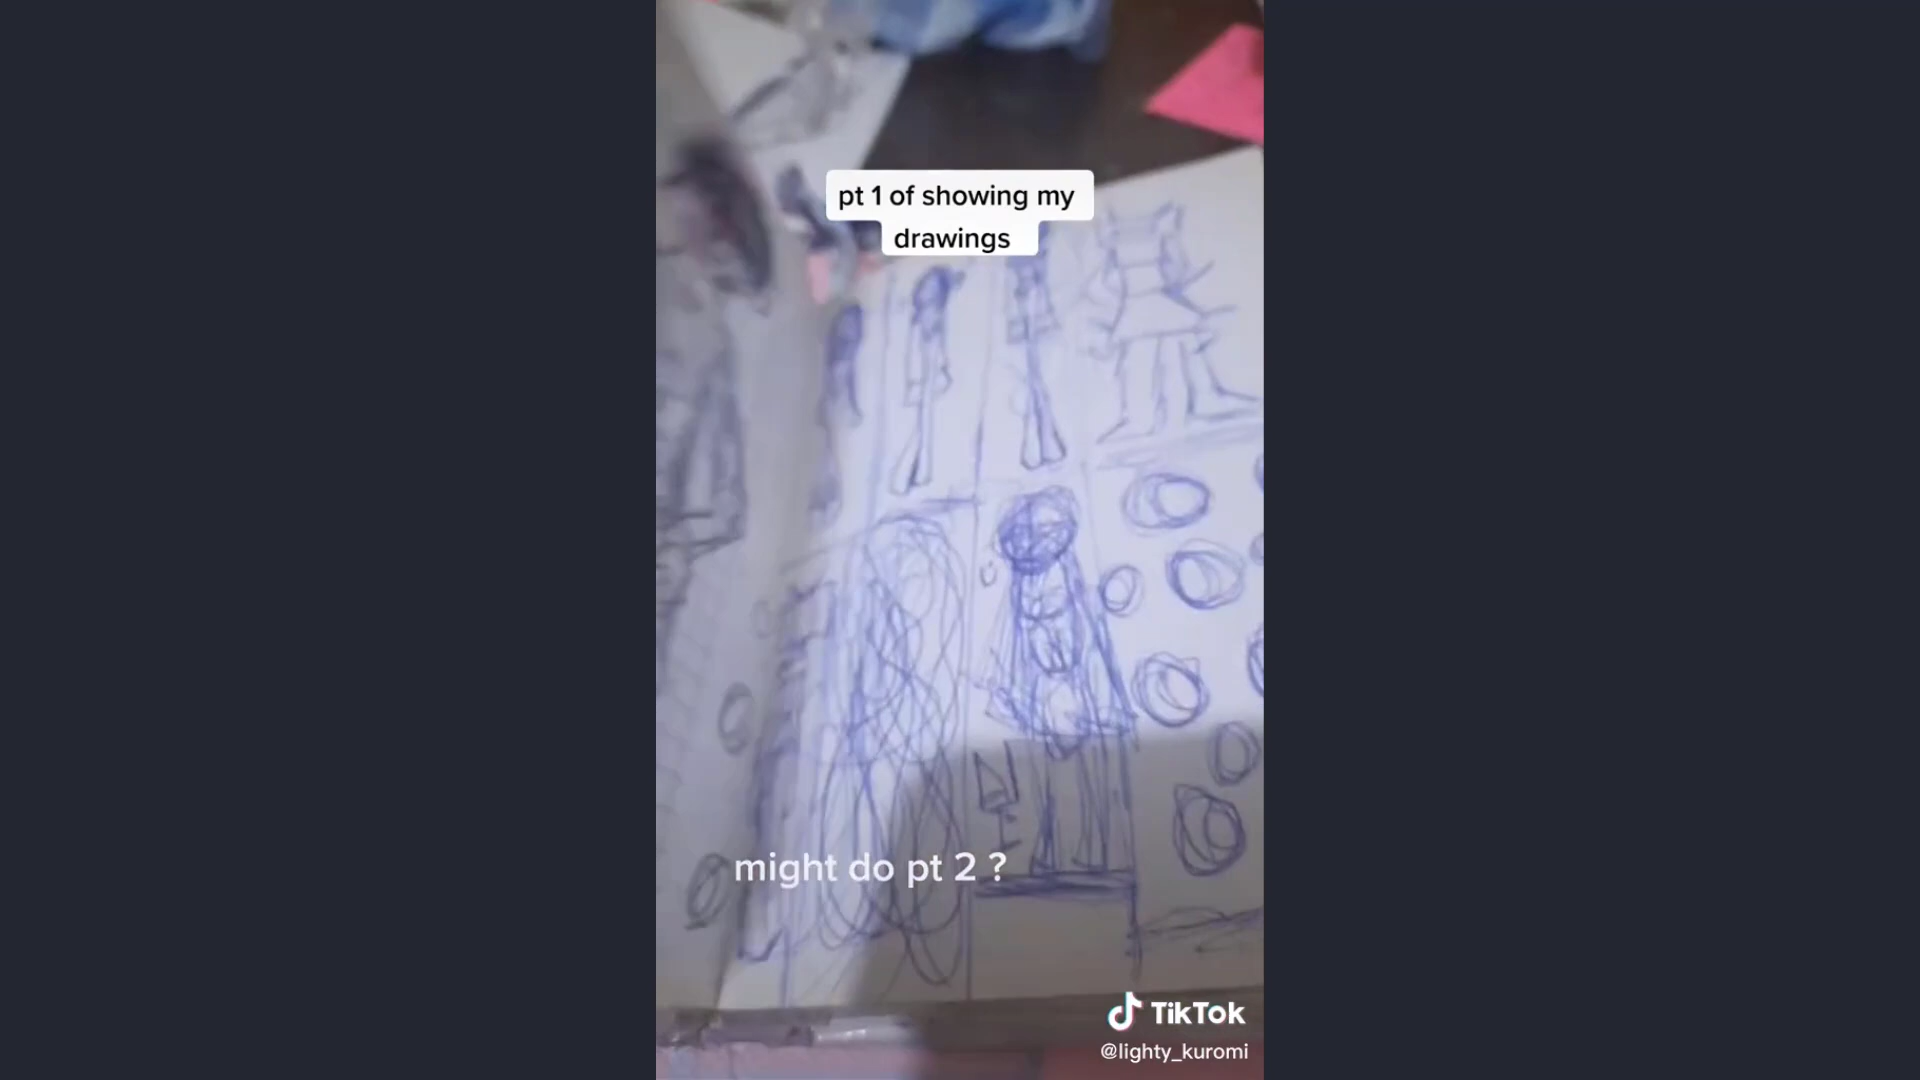 pt 1 of showing my
drawings
might do pt 2 ?
TikTok
@lighty_kuromi